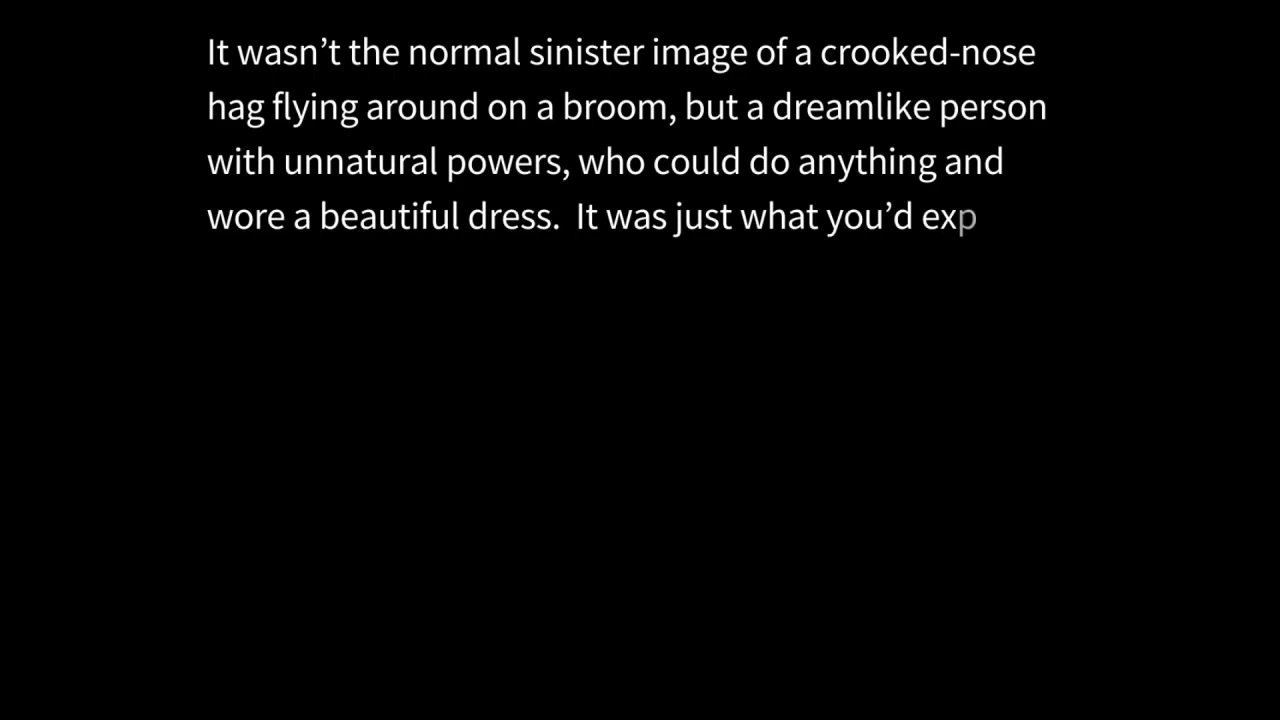 It wasn’t the normal sinister image of a crooked-nose
hag flying around on a broom, but a dreamlike person
with unnatural powers, who could do anything and
wore a beautiful dress.  It was just what you’d exp